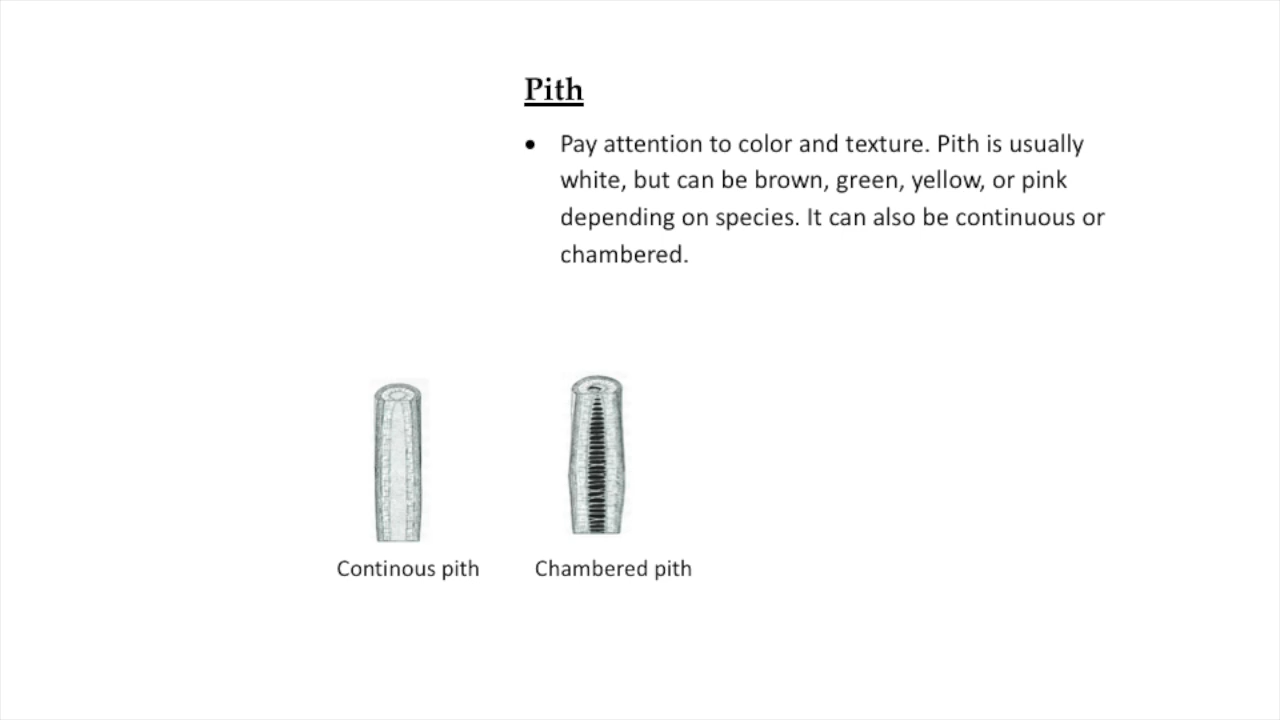 Pith
• Pay attention to color and texture. Pith is usually
white, but can be brown, green, yellow, or pink
depending on species. It can also be continuous or
chambered.
Continous pith
Chambered pith